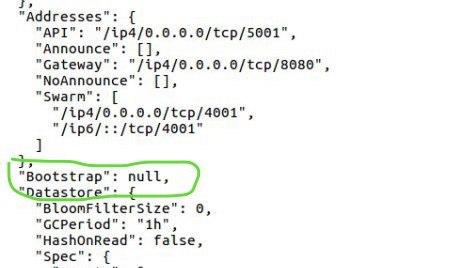 },
"Addresses": {
"API": "/ip4/0.0.0.0/tcp/5001",
"Announce": [],
"Gateway": "/ip4/0.0.0.0/tcp/8080",
"NoAnnounce": [],
"Swarm": [
"/ip4/0.0.0.0/tcp/4001",
"/ip6/::/tcp/4001"
]
},
"Bootstrap": null,
"Datastore": {
"BloomFilterSize": 0,
"GCPeriod": "1h",
"HashOnRead": false,
"Spec": {